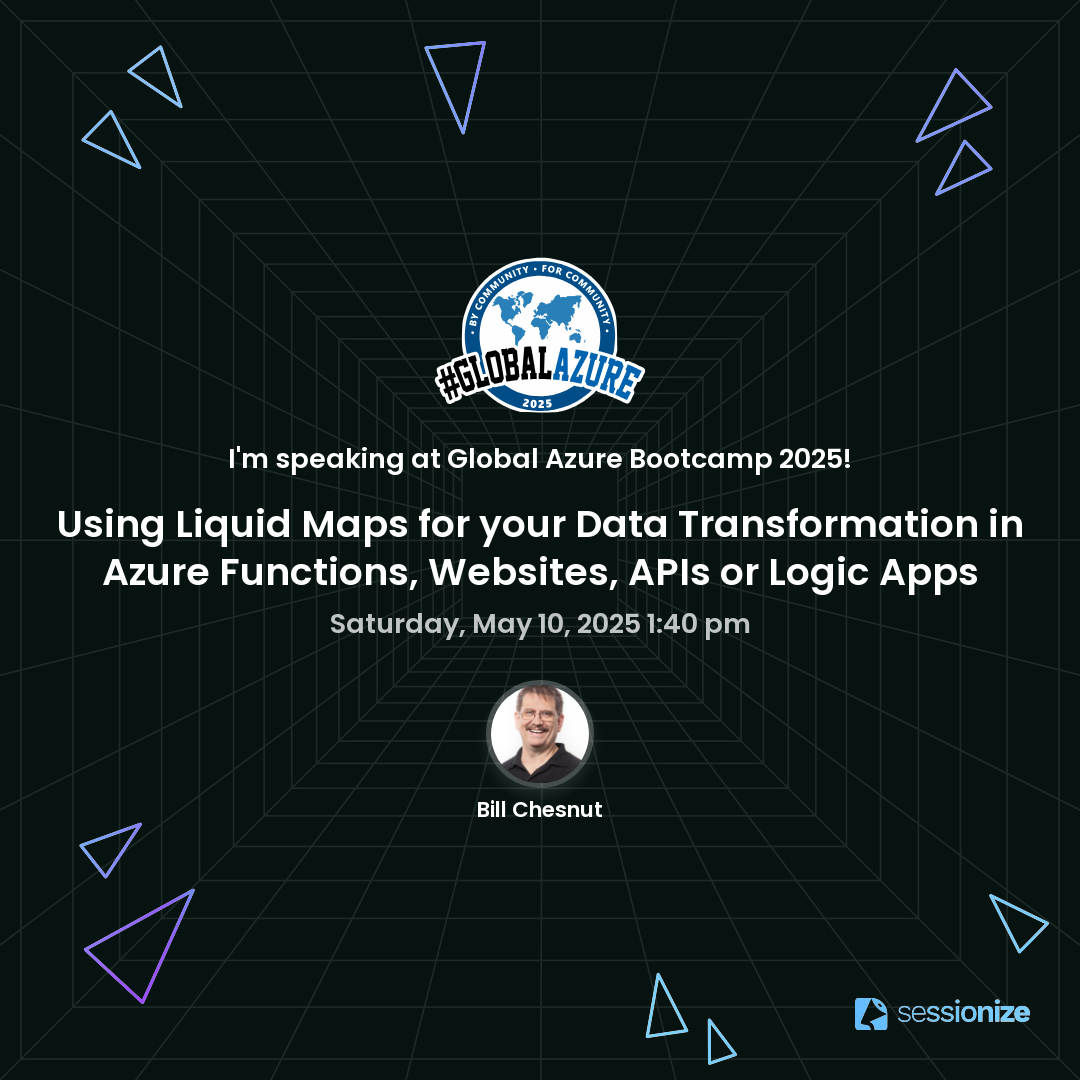 • BY COMMUNITY • FOR COMMUNITY •
#GLOBALAZURE
2025
I'm speaking at Global Azure Bootcamp 2025!
Using Liquid Maps for your Data Transformation in
Azure Functions, Websites, APIs or Logic Apps
Saturday, May 10, 2025 1:40 pm
Bill Chesnut
sessionize